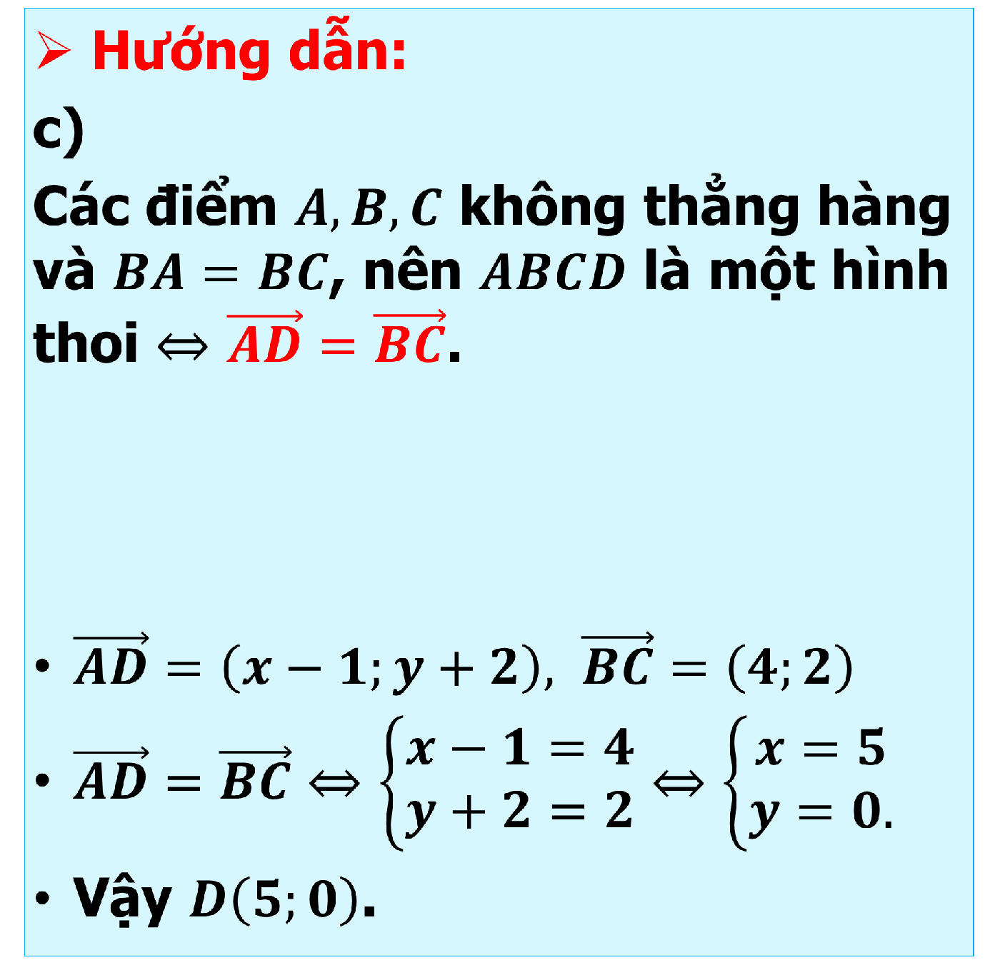 ➢ Hướng dẫn:
c)
Các điểm A, B, C không thẳng hàng
và BA = BC, nên ABCD là một hình
thoi ⇔ $\overrightarrow{AD} = \overrightarrow{BC}$.
• $\overrightarrow{AD} = (x - 1; y + 2), \overrightarrow{BC} = (4; 2)$
• $\overrightarrow{AD} = \overrightarrow{BC} \Leftrightarrow \begin{cases} x - 1 = 4 \\ y + 2 = 2 \end{cases} \Leftrightarrow \begin{cases} x = 5 \\ y = 0. \end{cases}$
• Vậy D(5; 0).